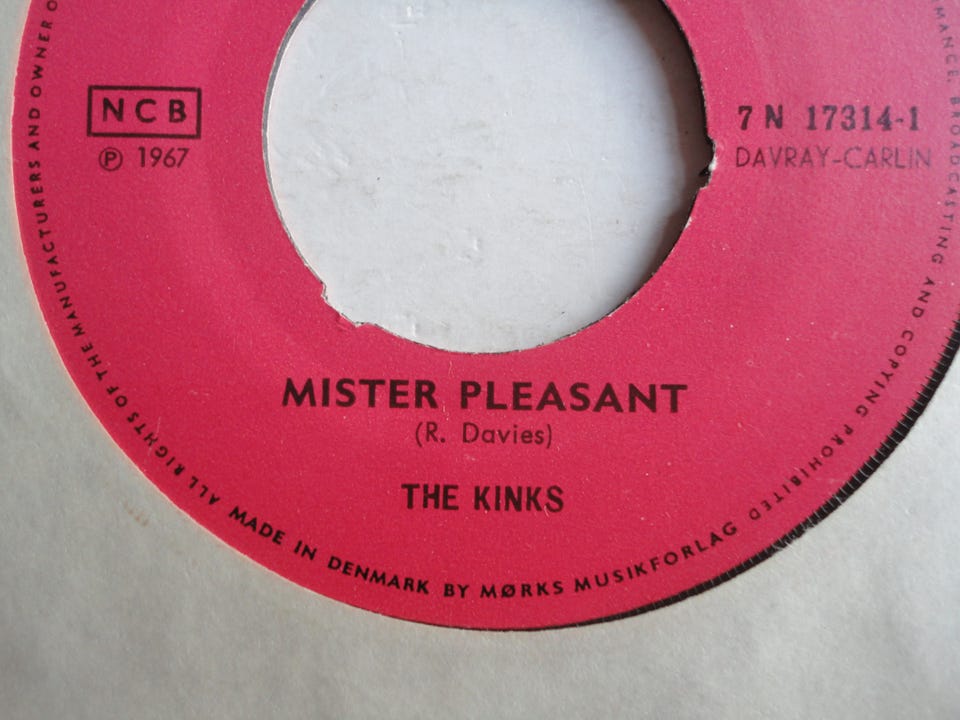 NCB
Ⓟ 1967
7 N 17314-1
DAVRAY-CARLIN
MISTER PLEASANT
(R. Davies)
THE KINKS
ALL RIGHTS OF THE MANUFACTURERS AND OWNER O
MADE IN DENMARK BY MØRKS MUSIKFORLAG
MANCE, BROADCASTING AND COPYING PROHIBITED